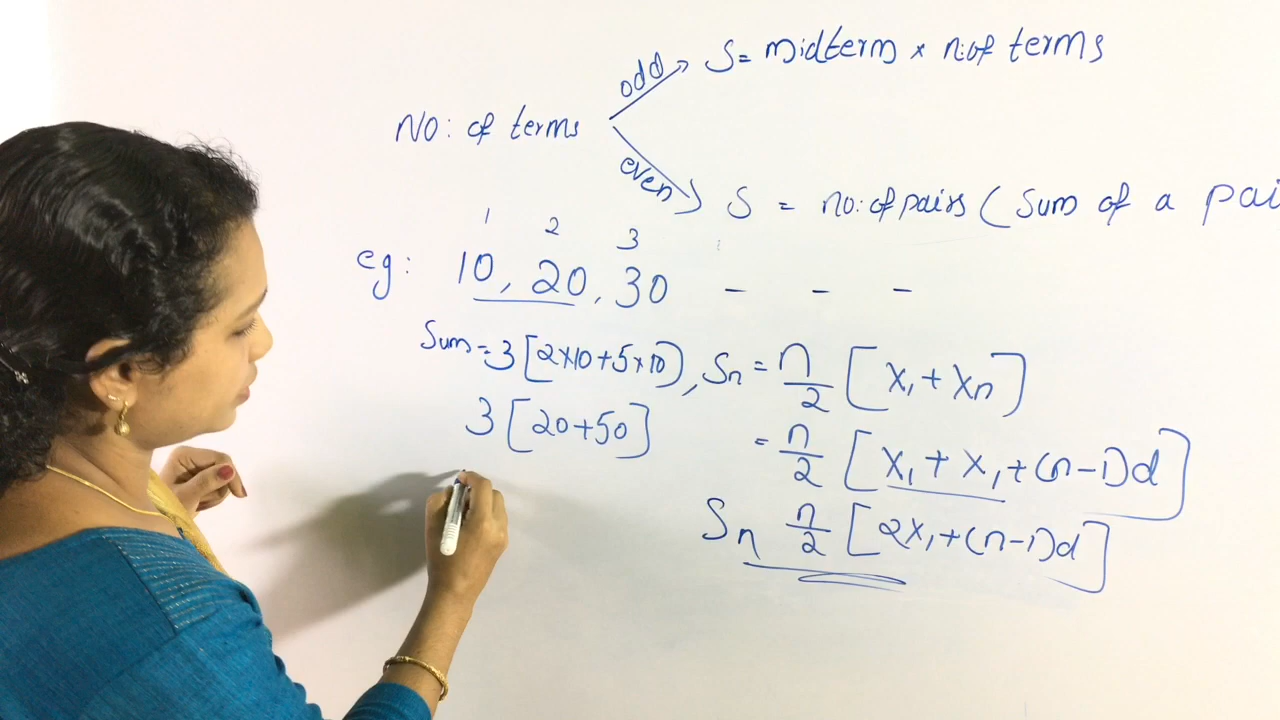 odd S = midterm × n:of terms
NO: of terms
even S = no:of pairs (Sum of a pai
1 2 3
eg: 10, 20, 30 - - -
Sum = 3[2×10+5×10], Sn = n/2 [x₁ + xn]
3[20+50] = n/2 [x₁ + x₁ + (n-1)d]
Sn n/2 [2x₁+(n-1)d]